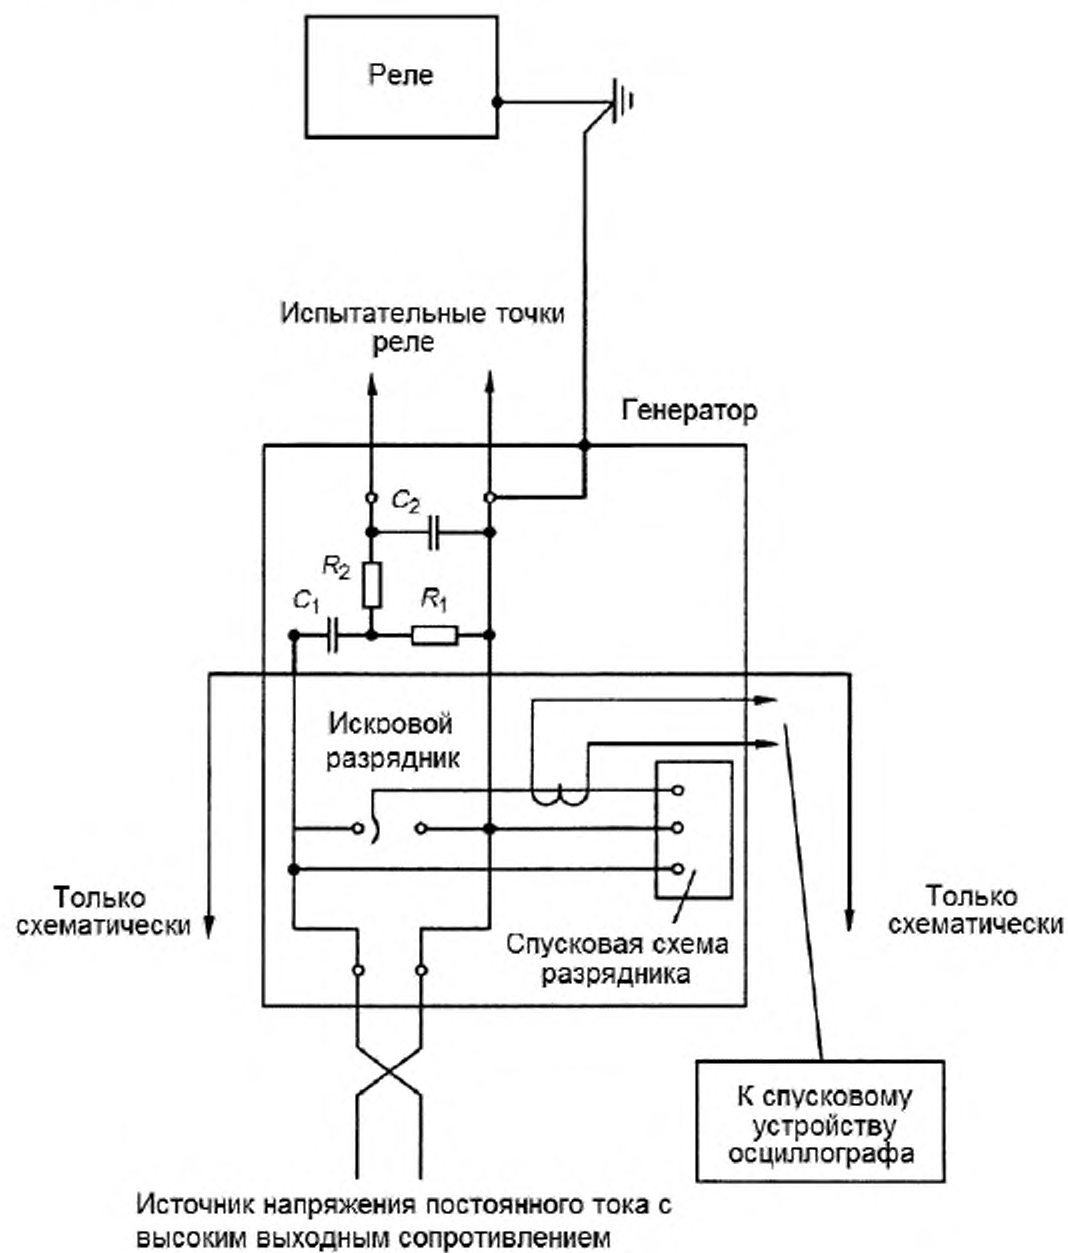 Реле
Испытательные точки
реле
Генератор
C2
R2
C1
R1
Искровой
разрядник
Только
схематически
Только
схематически
Спусковая схема
разрядника
К спусковому
устройству
осциллографа
Источник напряжения постоянного тока с
высоким выходным сопротивлением